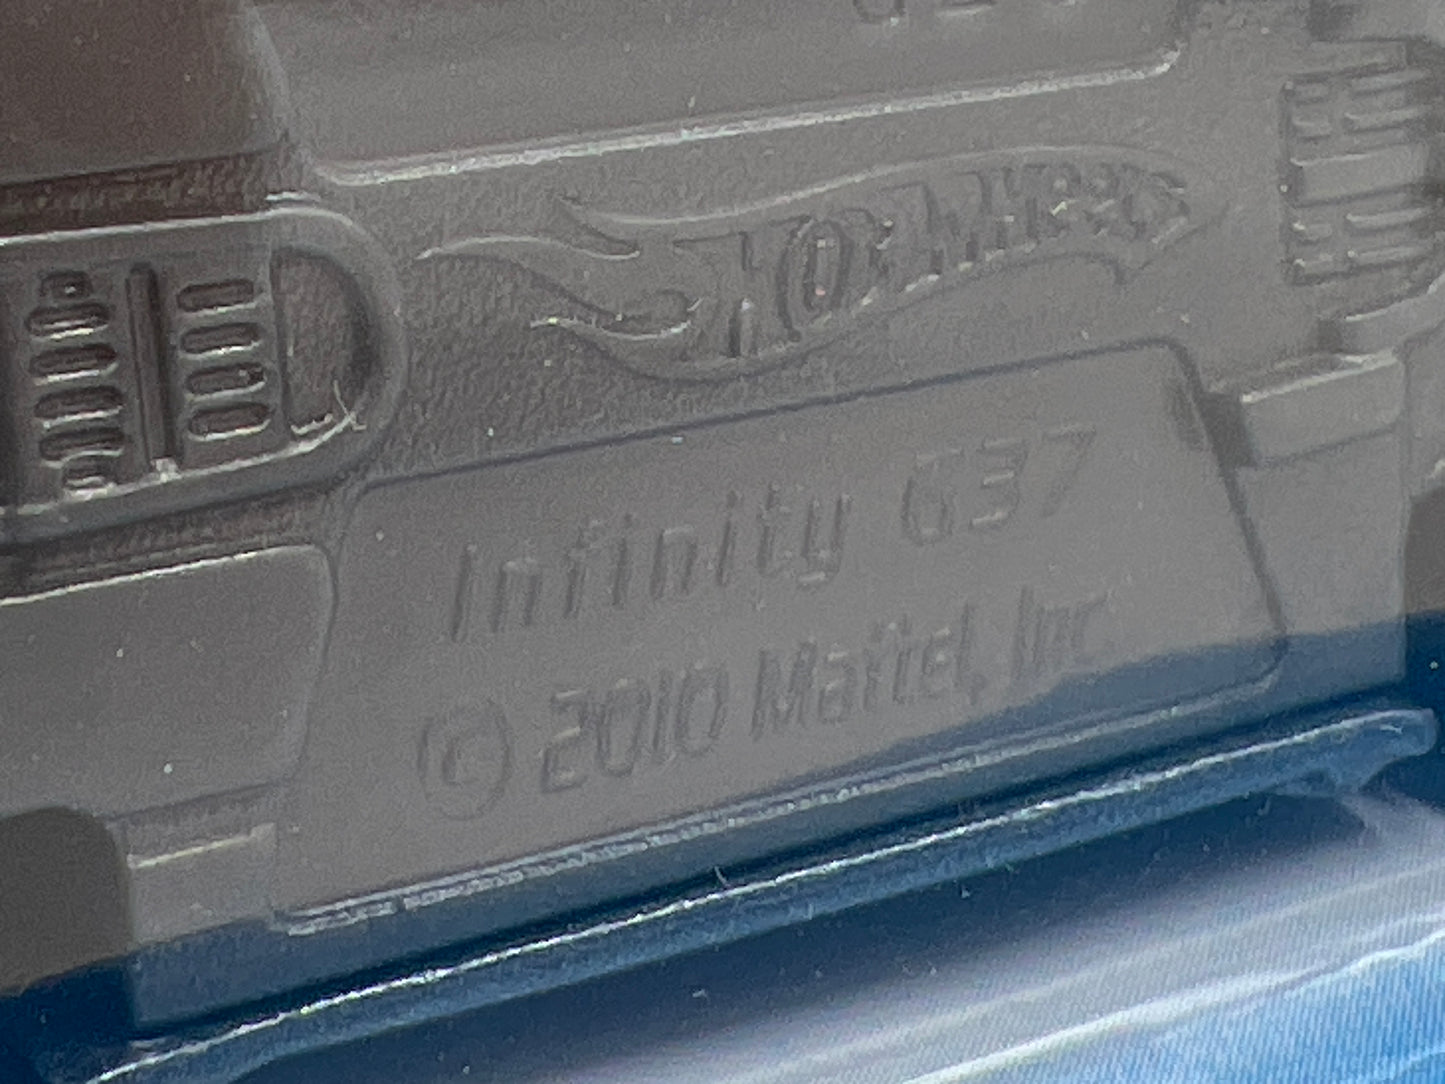 Hot Wheels
Infinity G37
© 2010 Mattel, Inc.